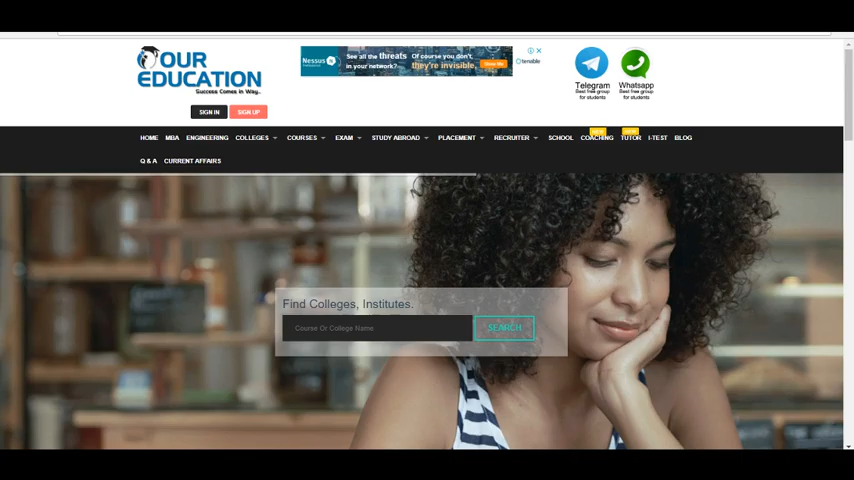 OUR
EDUCATION
Success Comes in Way..
Nessus
See all the threats
in your network?
Of course you don't,
they're invisible.
Show Me
tenable
Telegram
Best free group
for students
Whatsapp
Best free group
for students
SIGN IN
SIGN UP
HOME MBA ENGINEERING COLLEGES COURSES EXAM STUDY ABROAD PLACEMENT RECRUITER SCHOOL COACHING TUTOR I-TEST BLOG
NEW NEW
Q & A CURRENT AFFAIRS
Find Colleges, Institutes.
Course Or College Name
SEARCH